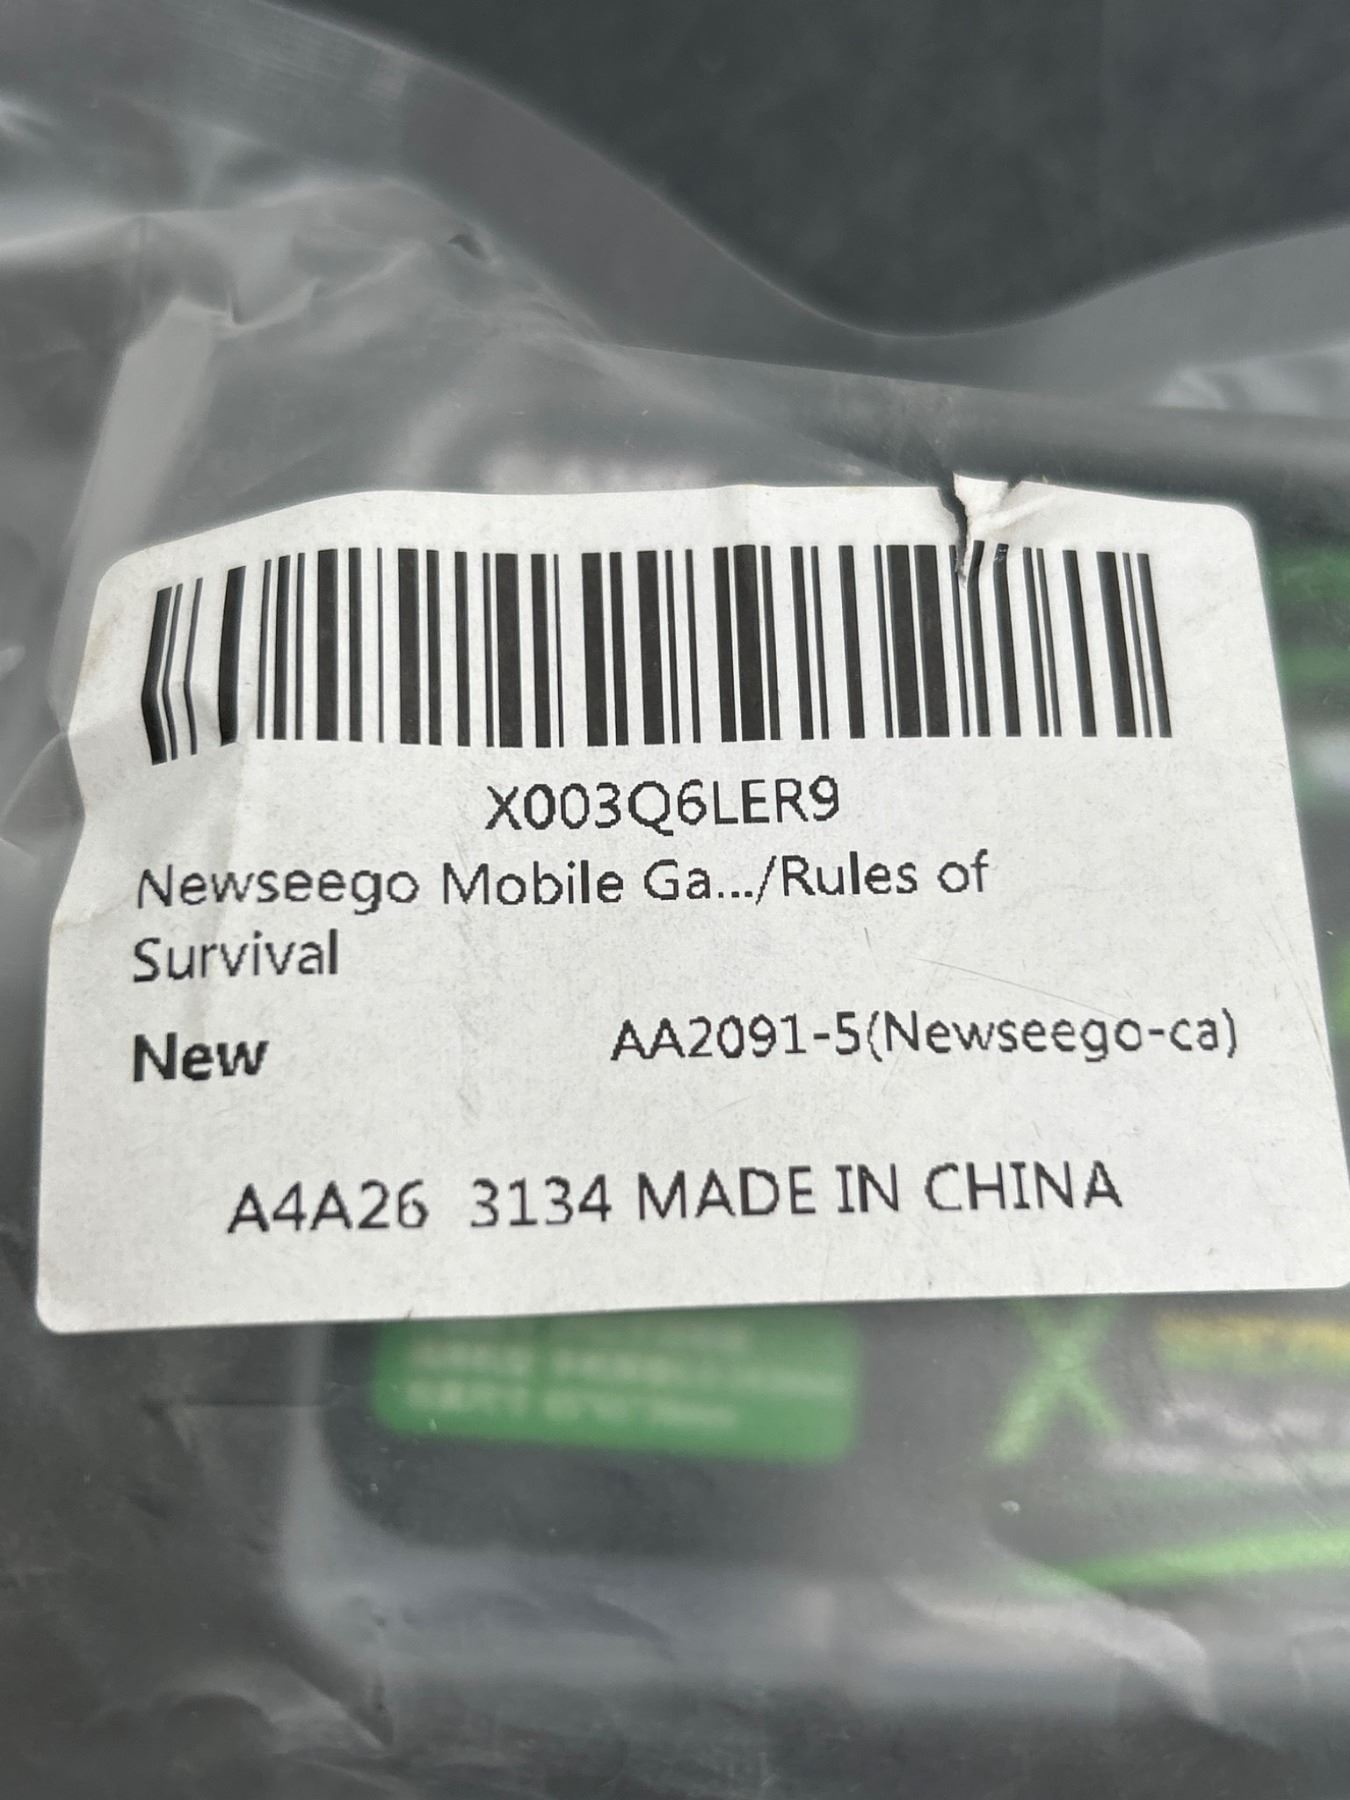 X003Q6LER9
Newseego Mobile Ga.../Rules of
Survival
New AA2091-5(Newseego-ca)
A4A26 3134 MADE IN CHINA
X